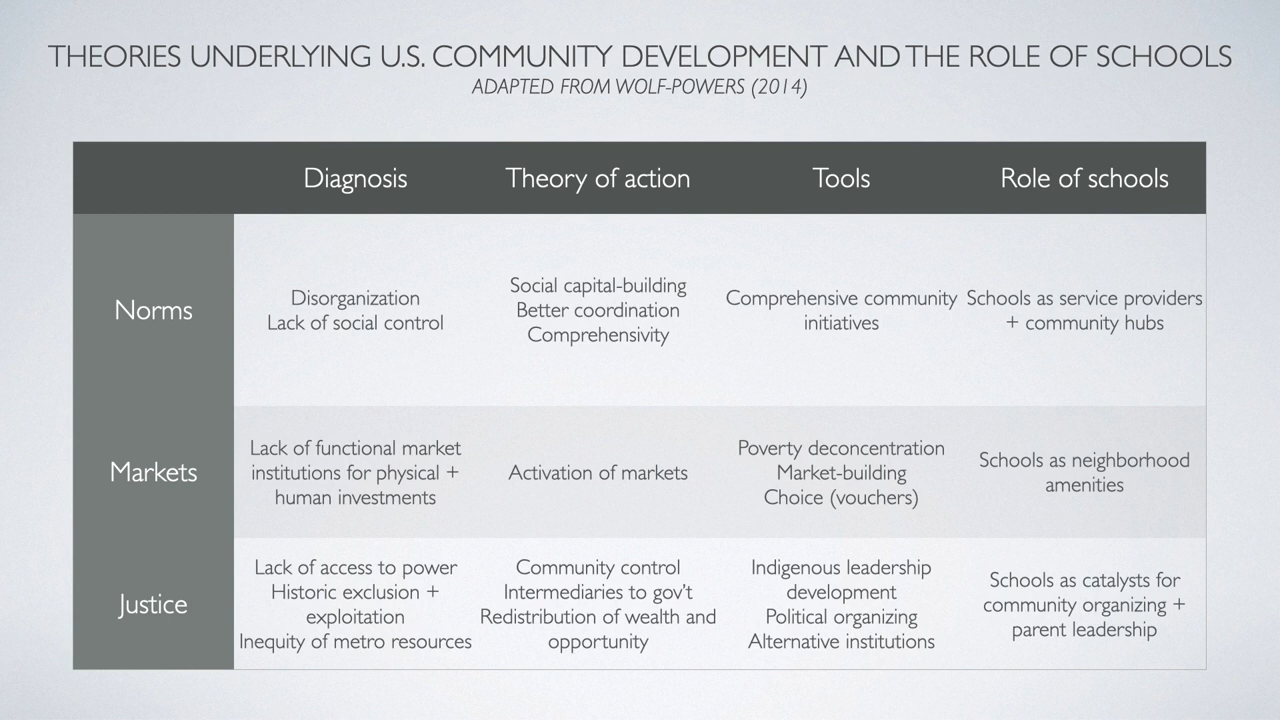 THEORIES UNDERLYING U.S. COMMUNITY DEVELOPMENT AND THE ROLE OF SCHOOLS
ADAPTED FROM WOLF-POWERS (2014)
Diagnosis
Theory of action
Tools
Role of schools
Norms
Disorganization
Lack of social control
Social capital-building
Better coordination
Comprehensivity
Comprehensive community
initiatives
Schools as service providers
+ community hubs
Markets
Lack of functional market
institutions for physical +
human investments
Activation of markets
Poverty deconcentration
Market-building
Choice (vouchers)
Schools as neighborhood
amenities
Justice
Lack of access to power
Historic exclusion +
exploitation
Inequity of metro resources
Community control
Intermediaries to gov't
Redistribution of wealth and
opportunity
Indigenous leadership
development
Political organizing
Alternative institutions
Schools as catalysts for
community organizing +
parent leadership